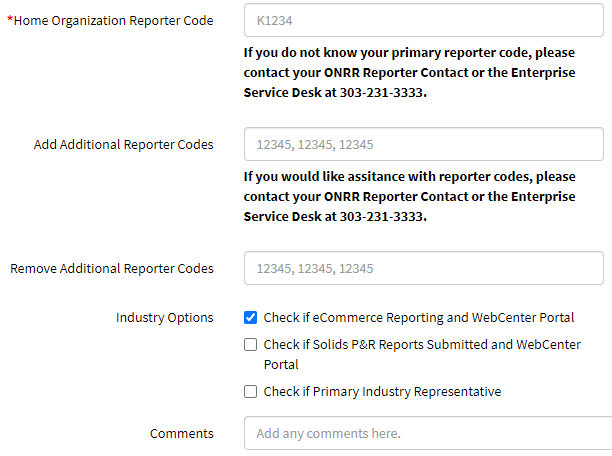 *Home Organization Reporter Code
K1234
If you do not know your primary reporter code, please
contact your ONRR Reporter Contact or the Enterprise
Service Desk at 303-231-3333.
Add Additional Reporter Codes
12345, 12345, 12345
If you would like assitance with reporter codes, please
contact your ONRR Reporter Contact or the Enterprise
Service Desk at 303-231-3333.
Remove Additional Reporter Codes
12345, 12345, 12345
Industry Options
Check if eCommerce Reporting and WebCenter Portal
Check if Solids P&R Reports Submitted and WebCenter
Portal
Check if Primary Industry Representative
Comments
Add any comments here.